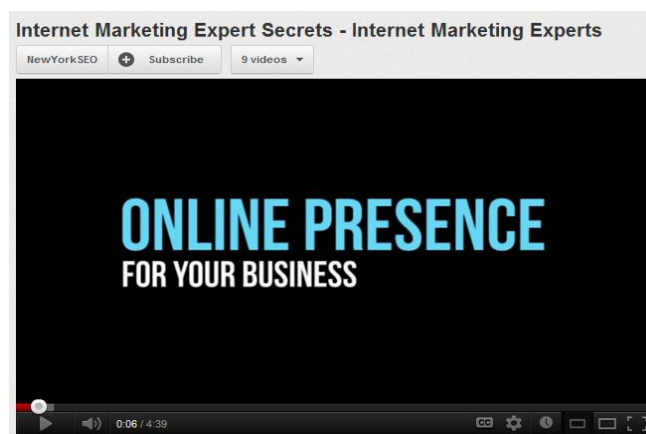 Internet Marketing Expert Secrets - Internet Marketing Experts
NewYorkSEO Subscribe 9 videos
ONLINE PRESENCE
FOR YOUR BUSINESS
0:06 / 4:39 CC